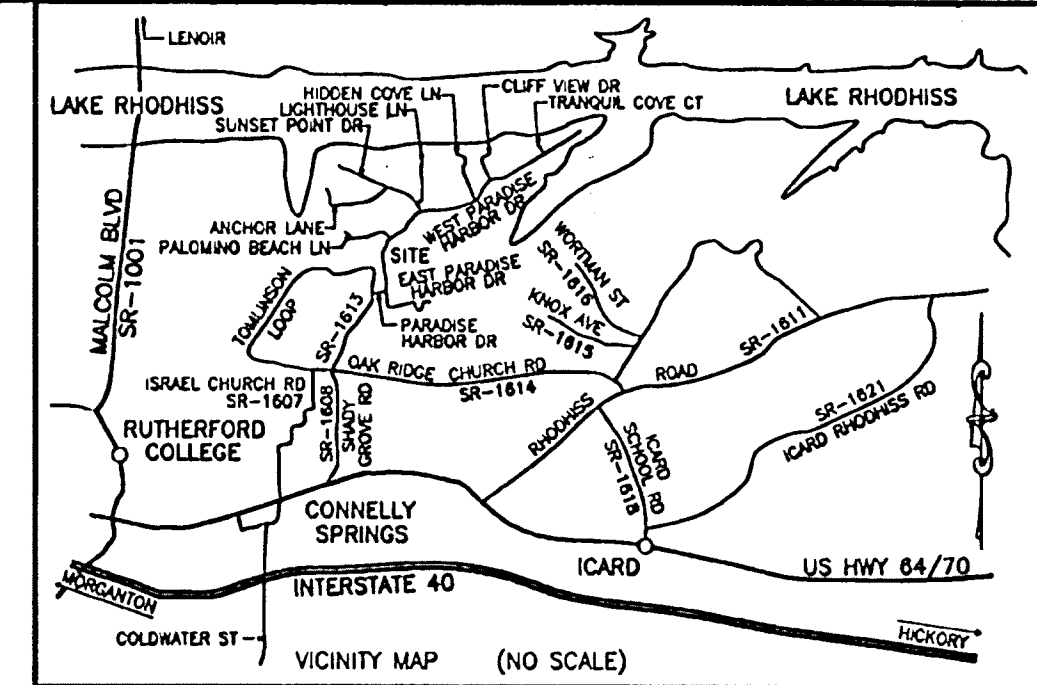 LENOIR
LAKE RHODHISS
HIDDEN COVE LN
LIGHTHOUSE LN
SUNSET POINT DR
CLIFF VIEW DR
TRANQUIL COVE CT
LAKE RHODHISS
MALCOLM BLVD
SR-1001
ANCHOR LANE
PALOMINO BEACH LN
SITE
WEST PARADISE
HARBOR DR
EAST PARADISE
HARBOR DR
WORTMAN ST
SR-1616
KNOX AVE
SR-1615
TOMLINSON
LOOP
SR-1613
PARADISE
HARBOR DR
SR-1611
ROAD
OAK RIDGE CHURCH RD
SR-1614
ISRAEL CHURCH RD
SR-1607
SR-1608
SHADY
GROVE RD
RHODHISS
ICARD
SCHOOL RD
SR-1618
SR-1621
ICARD RHODHISS RD
RUTHERFORD
COLLEGE
CONNELLY
SPRINGS
ICARD
US HWY 64/70
MORGANTON
INTERSTATE 40
HICKORY
COLDWATER ST
VICINITY MAP (NO SCALE)